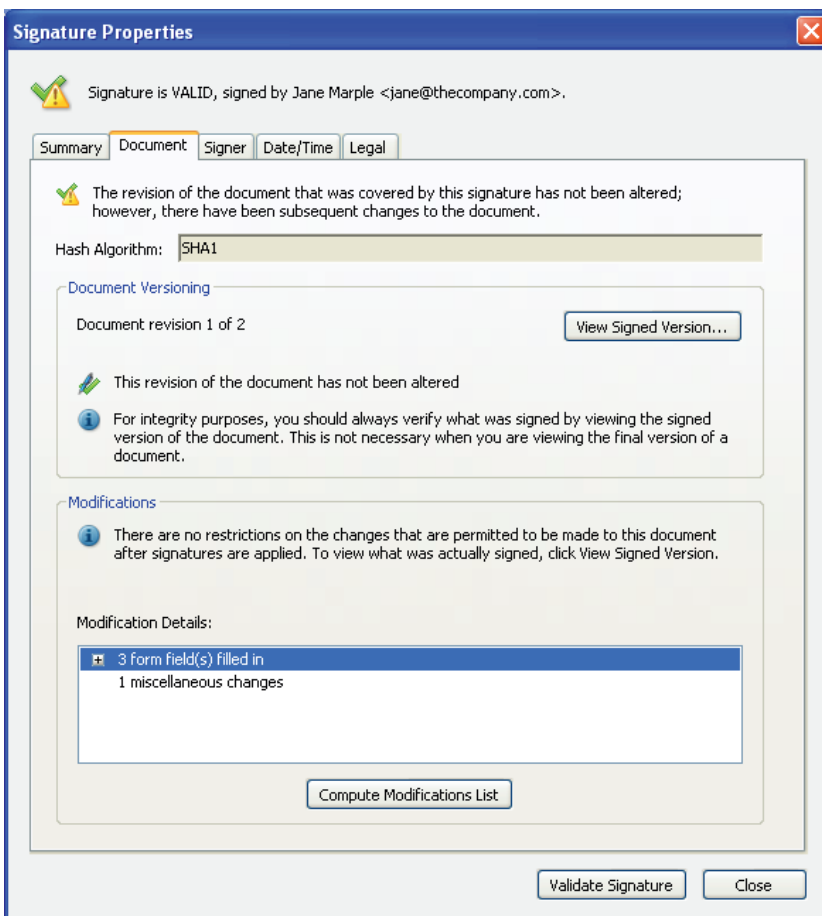 Signature Properties
Signature is VALID, signed by Jane Marple <jane@thecompany.com>.
Summary Document Signer Date/Time Legal
The revision of the document that was covered by this signature has not been altered;
however, there have been subsequent changes to the document.
Hash Algorithm: SHA1
Document Versioning
Document revision 1 of 2
View Signed Version...
This revision of the document has not been altered
For integrity purposes, you should always verify what was signed by viewing the signed
version of the document. This is not necessary when you are viewing the final version of a
document.
Modifications
There are no restrictions on the changes that are permitted to be made to this document
after signatures are applied. To view what was actually signed, click View Signed Version.
Modification Details:
3 form field(s) filled in
1 miscellaneous changes
Compute Modifications List
Validate Signature Close